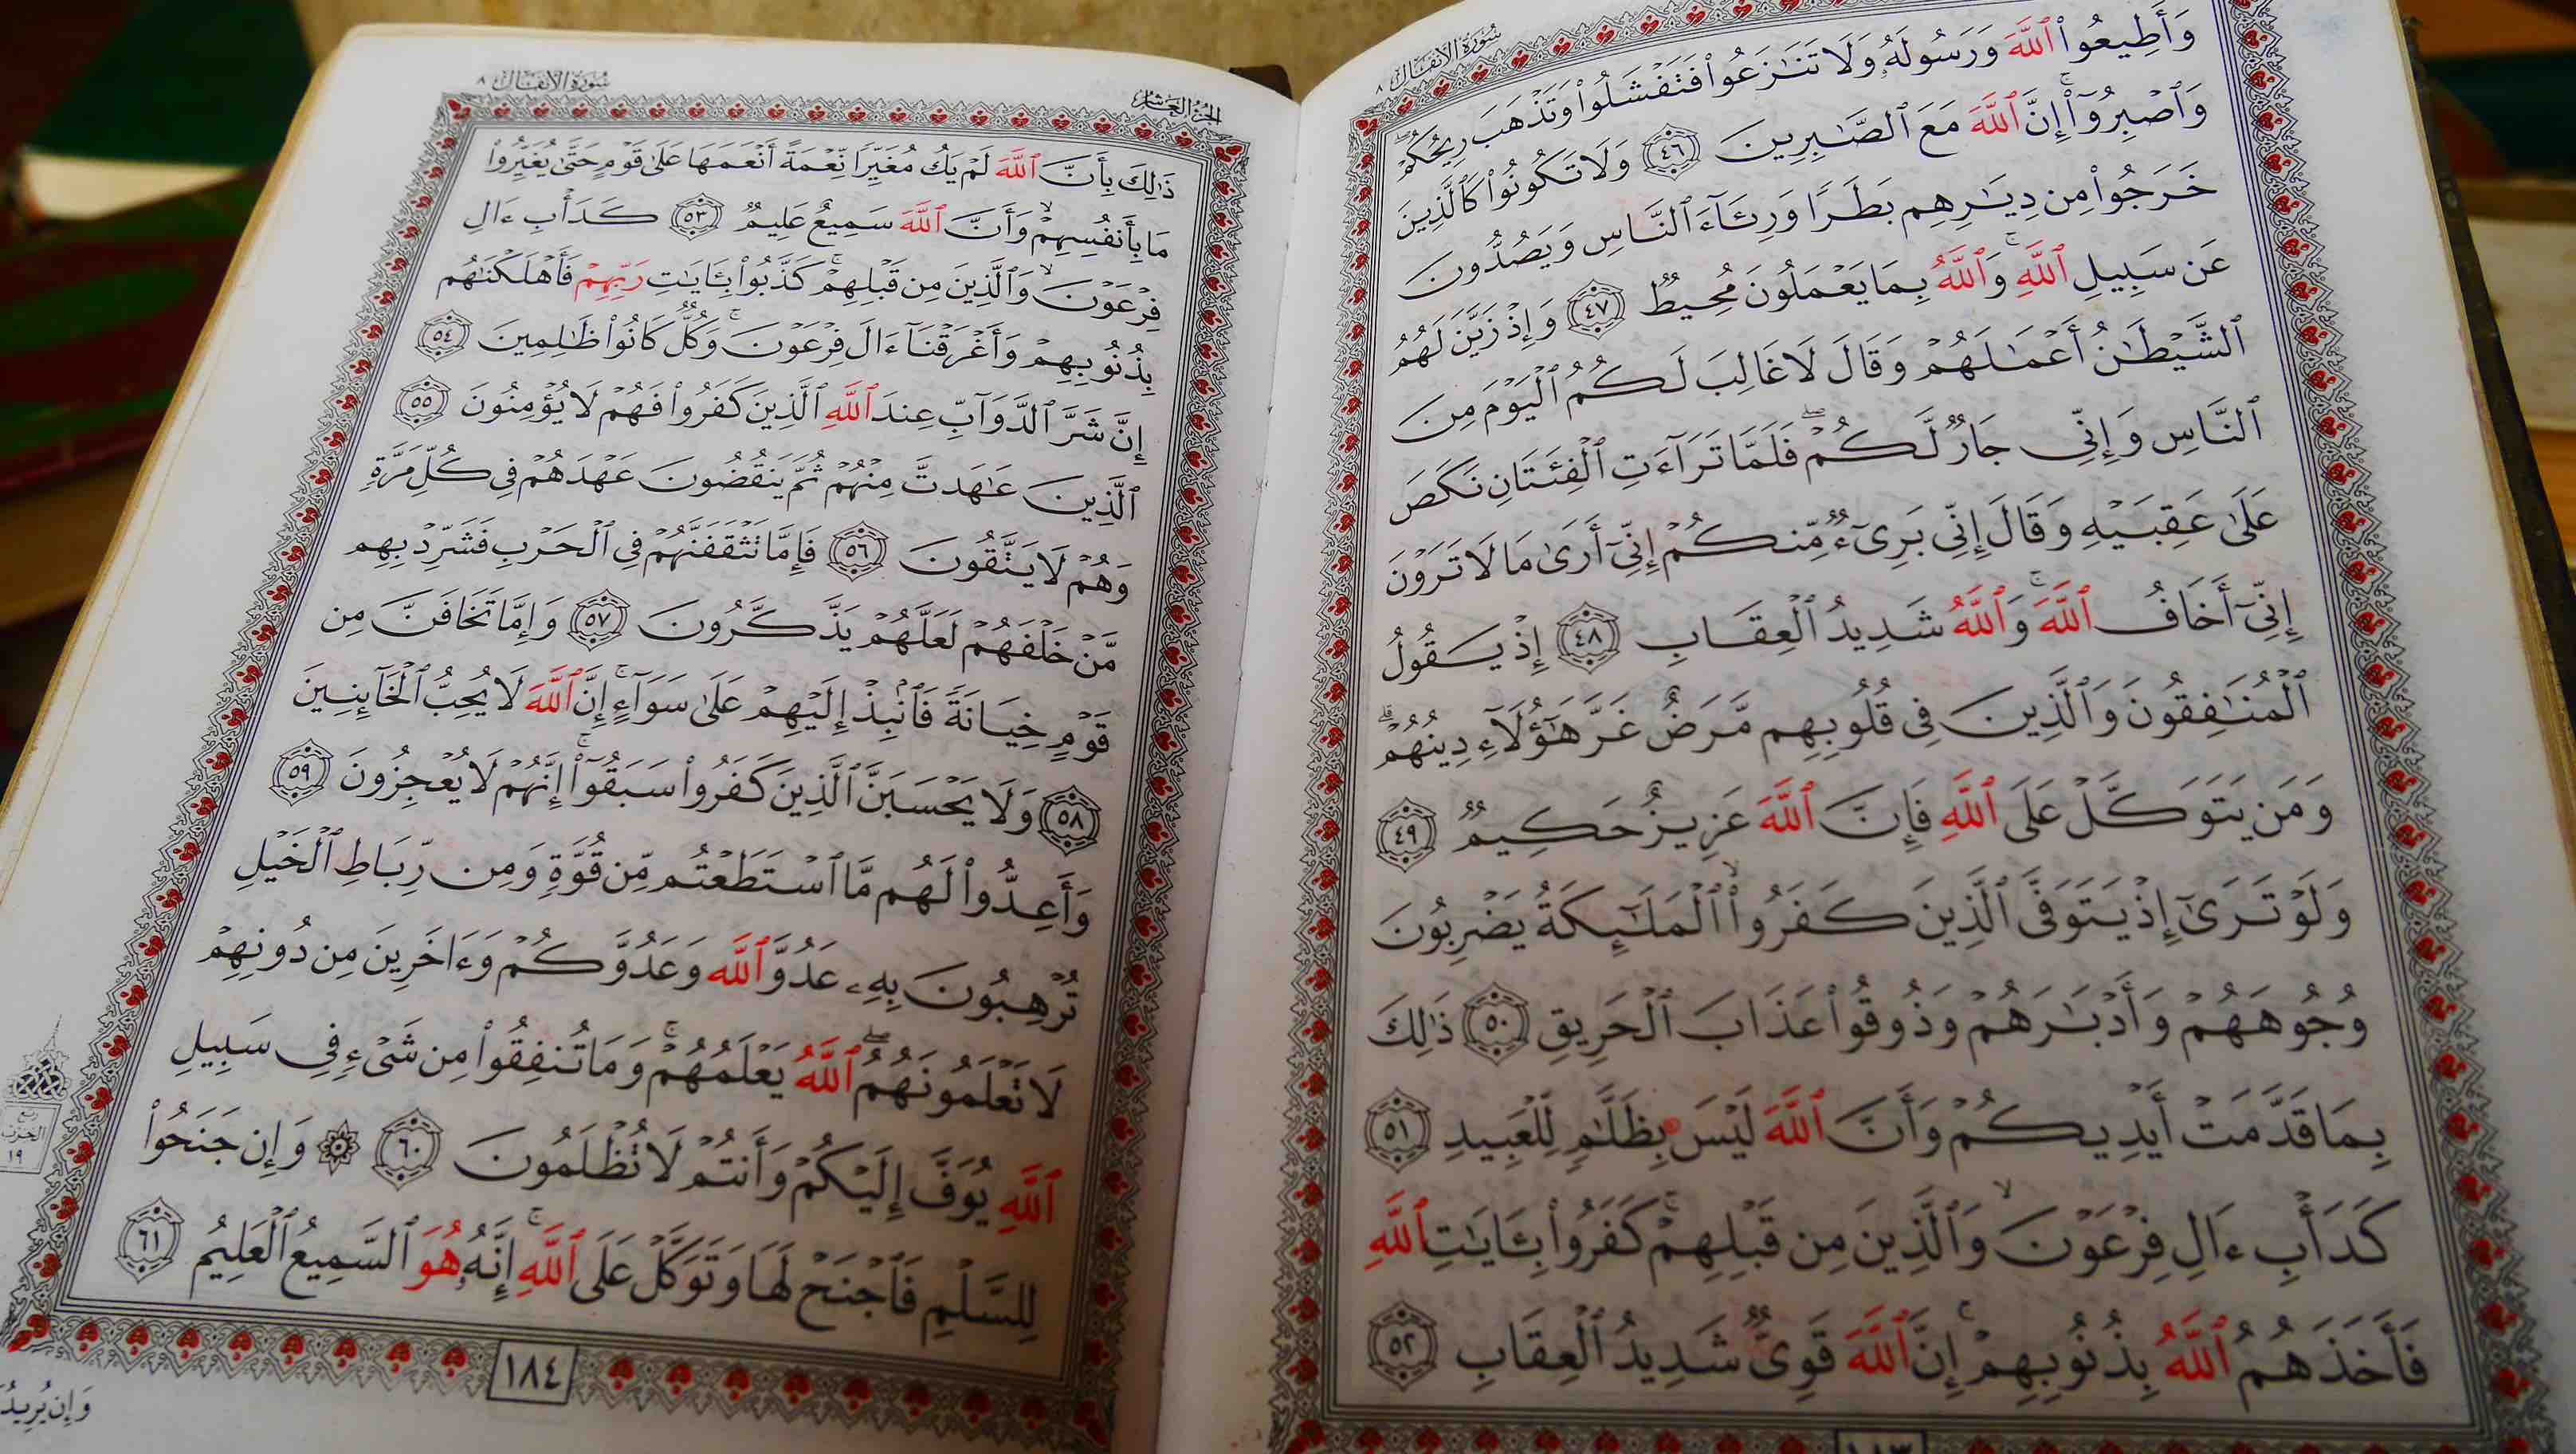 سورة الأنفال ٨
وَأَطِيعُوا۟ ٱللَّهَ وَرَسُولَهُۥ وَلَا تَنَـٰزَعُوا۟ فَتَفْشَلُوا۟ وَتَذْهَبَ رِيحُكُمْ ۖ
وَٱصْبِرُوٓا۟ ۚ إِنَّ ٱللَّهَ مَعَ ٱلصَّـٰبِرِينَ ٤٦ وَلَا تَكُونُوا۟ كَٱلَّذِينَ
خَرَجُوا۟ مِن دِيَـٰرِهِم بَطَرًا وَرِئَآءَ ٱلنَّاسِ وَيَصُدُّونَ
عَن سَبِيلِ ٱللَّهِ ۚ وَٱللَّهُ بِمَا يَعْمَلُونَ مُحِيطٌ ٤٧ وَإِذْ زَيَّنَ لَهُمُ
ٱلشَّيْطَـٰنُ أَعْمَـٰلَهُمْ وَقَالَ لَا غَالِبَ لَكُمُ ٱلْيَوْمَ مِنَ
ٱلنَّاسِ وَإِنِّى جَارٌ لَّكُمْ ۖ فَلَمَّا تَرَآءَتِ ٱلْفِئَتَانِ نَكَصَ
عَلَىٰ عَقِبَيْهِ وَقَالَ إِنِّى بَرِىٓءٌ مِّنكُمْ إِنِّىٓ أَرَىٰ مَا لَا تَرَوْنَ
إِنِّىٓ أَخَافُ ٱللَّهَ ۚ وَٱللَّهُ شَدِيدُ ٱلْعِقَابِ ٤٨ إِذْ يَقُولُ
ٱلْمُنَـٰفِقُونَ وَٱلَّذِينَ فِى قُلُوبِهِم مَّرَضٌ غَرَّ هَـٰٓؤُلَآءِ دِينُهُمْ ۗ
وَمَن يَتَوَكَّلْ عَلَى ٱللَّهِ فَإِنَّ ٱللَّهَ عَزِيزٌ حَكِيمٌ ٤٩
وَلَوْ تَرَىٰٓ إِذْ يَتَوَفَّى ٱلَّذِينَ كَفَرُوا۟ ۙ ٱلْمَلَـٰٓئِكَةُ يَضْرِبُونَ
وُجُوهَهُمْ وَأَدْبَـٰرَهُمْ وَذُوقُوا۟ عَذَابَ ٱلْحَرِيقِ ٥٠ ذَٰلِكَ
بِمَا قَدَّمَتْ أَيْدِيكُمْ وَأَنَّ ٱللَّهَ لَيْسَ بِظَلَّـٰمٍ لِّلْعَبِيدِ ٥١
كَدَأْبِ ءَالِ فِرْعَوْنَ ۙ وَٱلَّذِينَ مِن قَبْلِهِمْ ۚ كَفَرُوا۟ بِـَٔايَـٰتِ ٱللَّهِ
فَأَخَذَهُمُ ٱللَّهُ بِذُنُوبِهِمْ ۗ إِنَّ ٱللَّهَ قَوِىٌّ شَدِيدُ ٱلْعِقَابِ ٥٢
الجزء العاشر
سورة الأنفال ٨
ذَٰلِكَ بِأَنَّ ٱللَّهَ لَمْ يَكُ مُغَيِّرًا نِّعْمَةً أَنْعَمَهَا عَلَىٰ قَوْمٍ حَتَّىٰ يُغَيِّرُوا۟
مَا بِأَنفُسِهِمْ ۙ وَأَنَّ ٱللَّهَ سَمِيعٌ عَلِيمٌ ٥٣ كَدَأْبِ ءَالِ
فِرْعَوْنَ ۙ وَٱلَّذِينَ مِن قَبْلِهِمْ ۚ كَذَّبُوا۟ بِـَٔايَـٰتِ رَبِّهِمْ فَأَهْلَكْنَـٰهُم
بِذُنُوبِهِمْ وَأَغْرَقْنَآ ءَالَ فِرْعَوْنَ ۚ وَكُلٌّ كَانُوا۟ ظَـٰلِمِينَ ٥٤
إِنَّ شَرَّ ٱلدَّوَآبِّ عِندَ ٱللَّهِ ٱلَّذِينَ كَفَرُوا۟ فَهُمْ لَا يُؤْمِنُونَ ٥٥
ٱلَّذِينَ عَـٰهَدتَّ مِنْهُمْ ثُمَّ يَنقُضُونَ عَهْدَهُمْ فِى كُلِّ مَرَّةٍ
وَهُمْ لَا يَتَّقُونَ ٥٦ فَإِمَّا تَثْقَفَنَّهُمْ فِى ٱلْحَرْبِ فَشَرِّدْ بِهِم
مَّنْ خَلْفَهُمْ لَعَلَّهُمْ يَذَّكَّرُونَ ٥٧ وَإِمَّا تَخَافَنَّ مِن
قَوْمٍ خِيَانَةً فَٱنۢبِذْ إِلَيْهِمْ عَلَىٰ سَوَآءٍ ۚ إِنَّ ٱللَّهَ لَا يُحِبُّ ٱلْخَآئِنِينَ
٥٨ وَلَا يَحْسَبَنَّ ٱلَّذِينَ كَفَرُوا۟ سَبَقُوٓا۟ ۚ إِنَّهُمْ لَا يُعْجِزُونَ ٥٩
وَأَعِدُّوا۟ لَهُم مَّا ٱسْتَطَعْتُم مِّن قُوَّةٍ وَمِن رِّبَاطِ ٱلْخَيْلِ
تُرْهِبُونَ بِهِۦ عَدُوَّ ٱللَّهِ وَعَدُوَّكُمْ وَءَاخَرِينَ مِن دُونِهِمْ
لَا تَعْلَمُونَهُمُ ٱللَّهُ يَعْلَمُهُمْ ۚ وَمَا تُنفِقُوا۟ مِن شَىْءٍ فِى سَبِيلِ
ٱللَّهِ يُوَفَّ إِلَيْكُمْ وَأَنتُمْ لَا تُظْلَمُونَ ٦٠ ۞ وَإِن جَنَحُوا۟
لِلسَّلْمِ فَٱجْنَحْ لَهَا وَتَوَكَّلْ عَلَى ٱللَّهِ ۚ إِنَّهُۥ هُوَ ٱلسَّمِيعُ ٱلْعَلِيمُ ٦١
ربع
الحزب
١٩
١٨٤
وَإِن يُرِيدُ